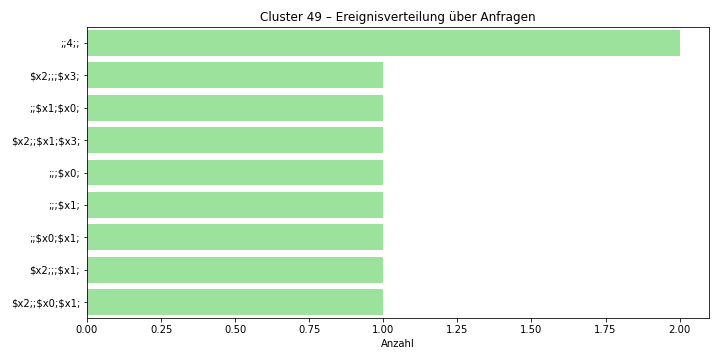 Cluster 49 – Ereignisverteilung über Anfragen
;;4;;
$x2;;;$x3;
;;$x1;$x0;
$x2;;$x1;$x3;
;;;$x0;
;;;$x1;
;;$x0;$x1;
$x2;;;$x1;
$x2;;$x0;$x1;
0.00 0.25 0.50 0.75 1.00 1.25 1.50 1.75 2.00
Anzahl